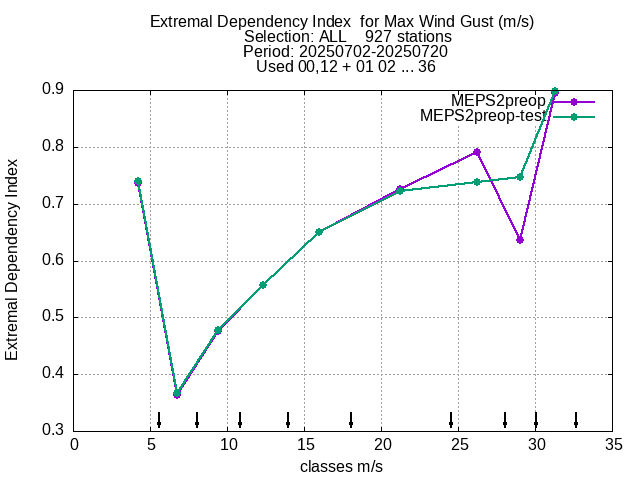 Extremal Dependency Index  for Max Wind Gust (m/s)
Selection: ALL    927 stations
Period: 20250702-20250720
Used 00,12 + 01 02 ... 36
MEPS2preop
MEPS2preop-test
Extremal Dependency Index
0.9
0.8
0.7
0.6
0.5
0.4
0.3
0 5 10 15 20 25 30 35
classes m/s